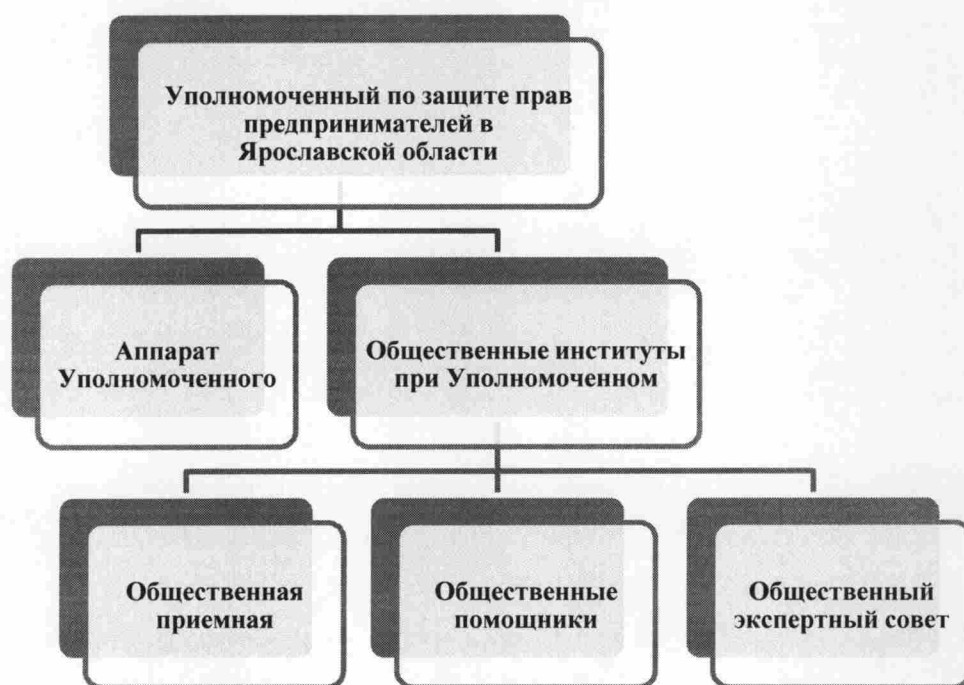 Уполномоченный по защите прав
предпринимателей в
Ярославской области
Аппарат
Уполномоченного
Общественные институты
при Уполномоченном
Общественная
приемная
Общественные
помощники
Общественный
экспертный совет